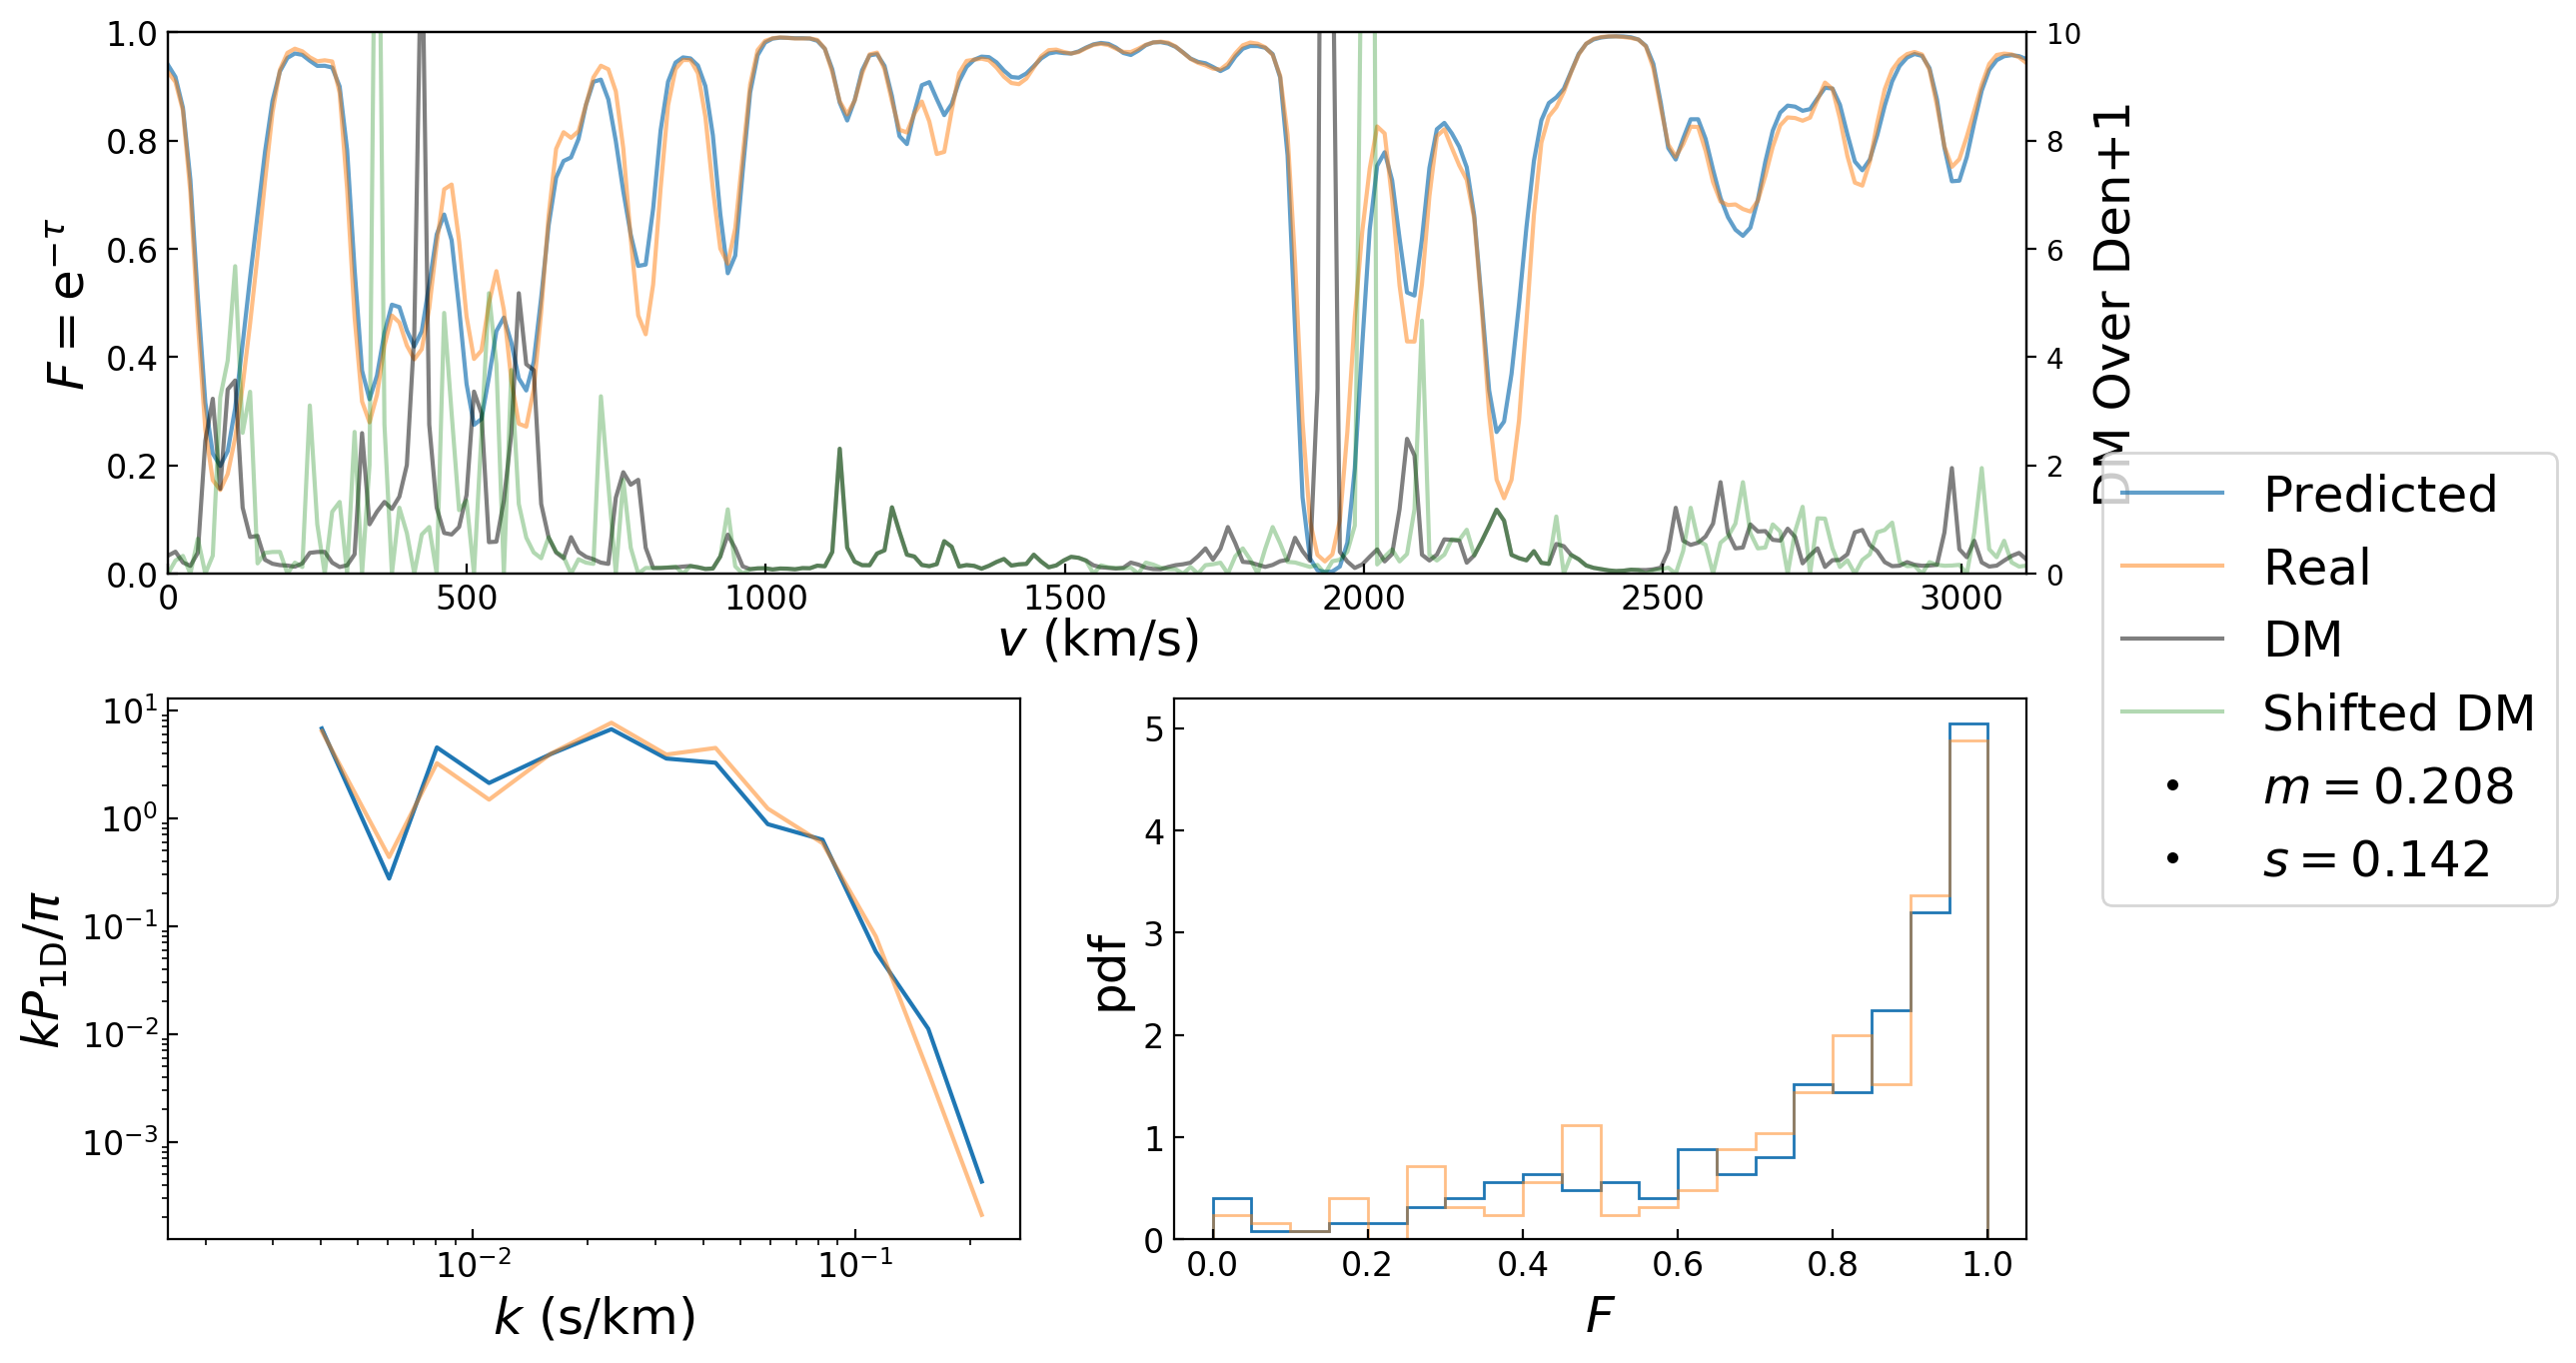 F = e−τ
1.0
0.8
0.6
0.4
0.2
0.0
0 500 1000 1500 2000 2500 3000
v (km/s)
10
8
6
4
2
0
DM Over Den+1
Predicted
Real
DM
Shifted DM
m = 0.208
s = 0.142
kP1D/π
10^1
10^0
10^−1
10^−2
10^−3
10^−2 10^−1
k (s/km)
pdf
5
4
3
2
1
0
0.0 0.2 0.4 0.6 0.8 1.0
F